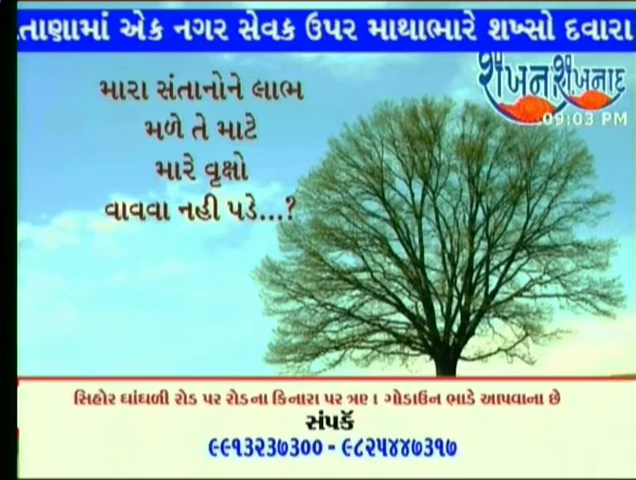 તાણામાં એક નગર સેવક ઉપર માથાભારે શખ્સો દવારા
શંખનાદ
09:03 PM
મારા સંતાનોને લાભ
મળે તે માટે
મારે વૃક્ષો
વાવવા નહી પડે...?
સિહોર ઘાંઘળી રોડ પર રોડના કિનારા પર ત્રણ ગોડાઉન ભાડે આપવાના છે
સંપર્ક
૯૯૧૩૨૩૭૩૦૦ - ૯૮૨૫૪૪૭૩૧૭